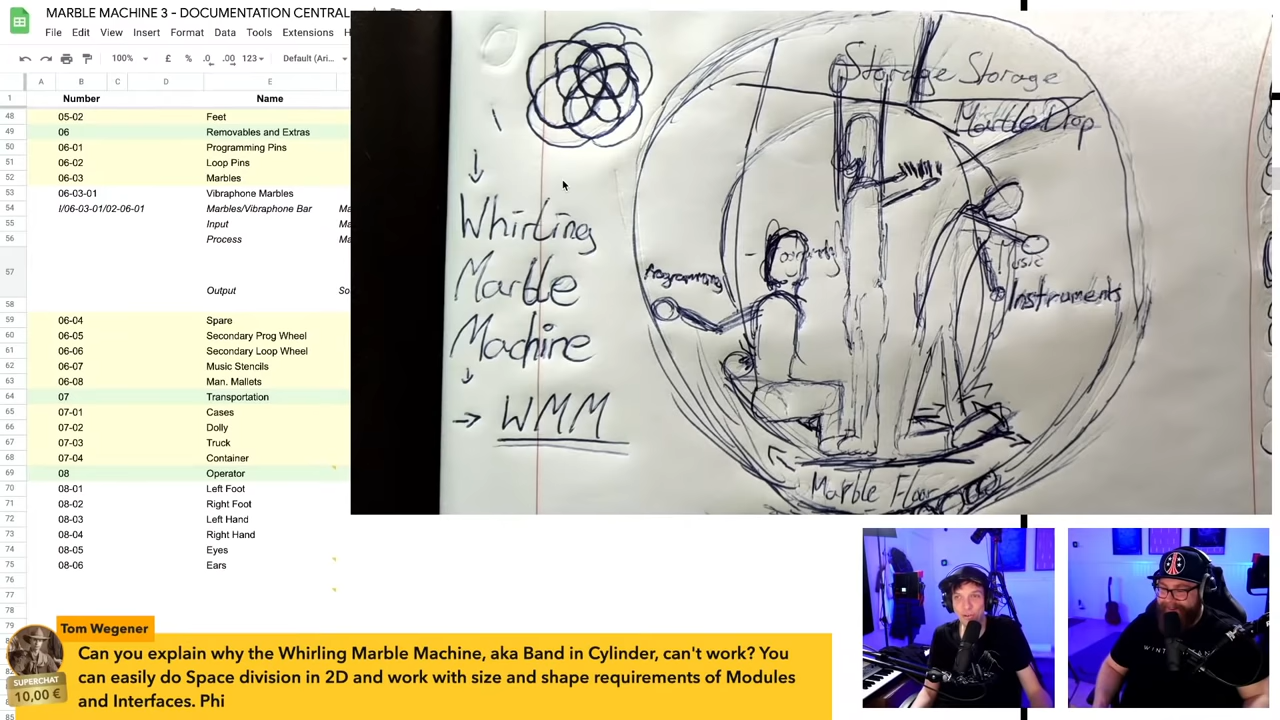 MARBLE MACHINE 3 - DOCUMENTATION CENTRAL
File Edit View Insert Format Data Tools Extensions H
100% £ % .0 .00 123 Default (Ari...
A B C D E
1 Number Name
48 05-02 Feet
49 06 Removables and Extras
50 06-01 Programming Pins
51 06-02 Loop Pins
52 06-03 Marbles
53 06-03-01 Vibraphone Marbles
54 I/06-03-01/02-06-01 Marbles/Vibraphone Bar Ma
55 Input Ma
56 Process Ma
57 Output So
58
59 06-04 Spare
60 06-05 Secondary Prog Wheel
61 06-06 Secondary Loop Wheel
62 06-07 Music Stencils
63 06-08 Man. Mallets
64 07 Transportation
65 07-01 Cases
66 07-02 Dolly
67 07-03 Truck
68 07-04 Container
69 08 Operator
70 08-01 Left Foot
71 08-02 Right Foot
72 08-03 Left Hand
73 08-04 Right Hand
74 08-05 Eyes
75 08-06 Ears
76
77
78
79
85
Storage Storage
Marble Drop
Whirling
Marble
Machine
→ WMM
Programming
Music
Instruments
Marble Floor
Tom Wegener
Can you explain why the Whirling Marble Machine, aka Band in Cylinder, can't work? You
can easily do Space division in 2D and work with size and shape requirements of Modules
and Interfaces. Phi
SUPERCHAT
10,00 €